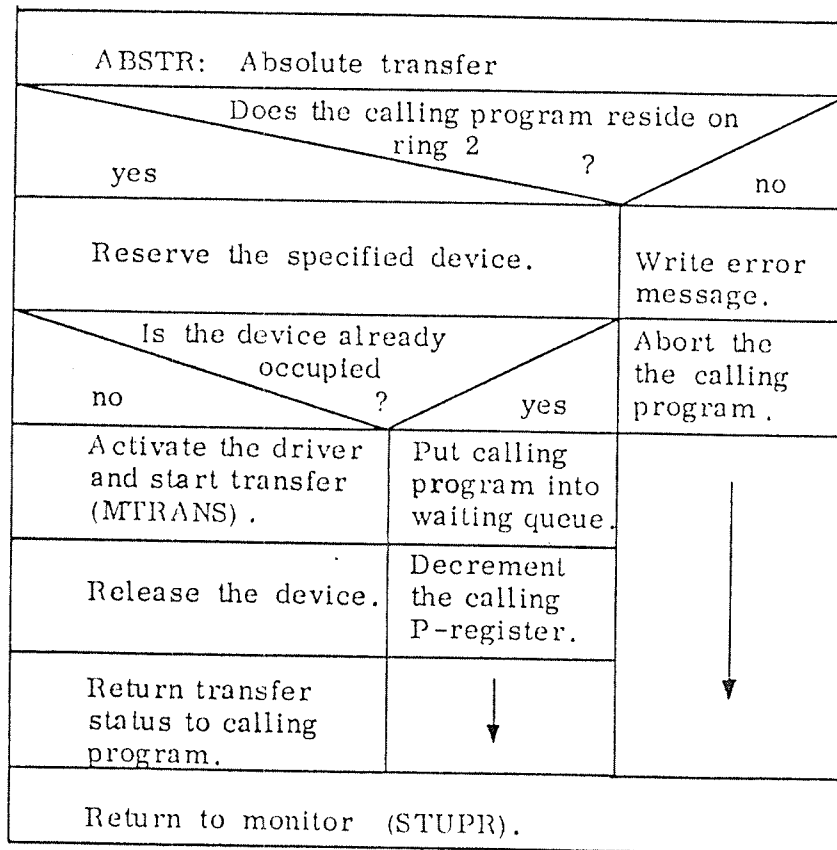 ABSTR: Absolute transfer
Does the calling program reside on
ring 2 ?
yes
no
Reserve the specified device.
Write error
message.
Is the device already
occupied
?
no
yes
Abort the
the calling
program.
Activate the driver
and start transfer
(MTRANS).
Put calling
program into
waiting queue.
Release the device.
Decrement
the calling
P-register.
Return transfer
status to calling
program.
Return to monitor (STUPR).